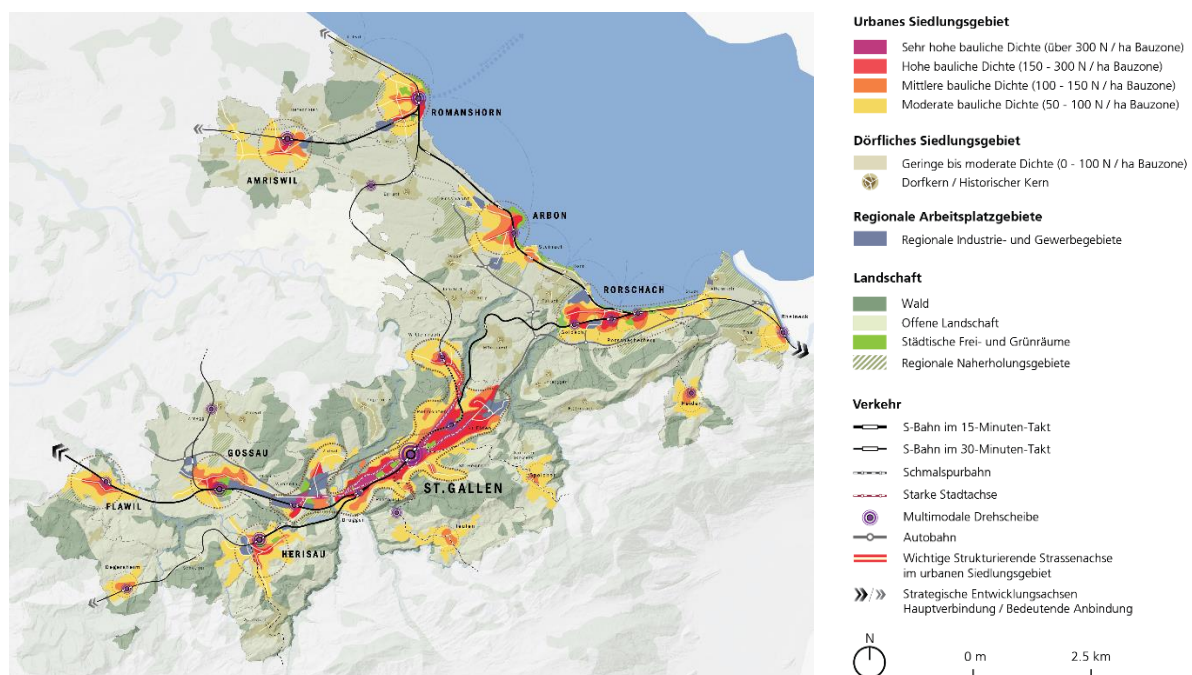 ROMANSHORN
AMRISWIL
ARBON
RORSCHACH
Rheineck
GOSSAU
ST.GALLEN
FLAWIL
HERISAU
Degersheim
Urbanes Siedlungsgebiet
Sehr hohe bauliche Dichte (über 300 N / ha Bauzone)
Hohe bauliche Dichte (150 - 300 N / ha Bauzone)
Mittlere bauliche Dichte (100 - 150 N / ha Bauzone)
Moderate bauliche Dichte (50 - 100 N / ha Bauzone)
Dörfliches Siedlungsgebiet
Geringe bis moderate Dichte (0 - 100 N / ha Bauzone)
Dorfkern / Historischer Kern
Regionale Arbeitsplatzgebiete
Regionale Industrie- und Gewerbegebiete
Landschaft
Wald
Offene Landschaft
Städtische Frei- und Grünräume
Regionale Naherholungsgebiete
Verkehr
S-Bahn im 15-Minuten-Takt
S-Bahn im 30-Minuten-Takt
Schmalspurbahn
Starke Stadtachse
Multimodale Drehscheibe
Autobahn
Wichtige Strukturierende Strassenachse
im urbanen Siedlungsgebiet
Strategische Entwicklungsachsen
Hauptverbindung / Bedeutende Anbindung
N
0 m
2.5 km